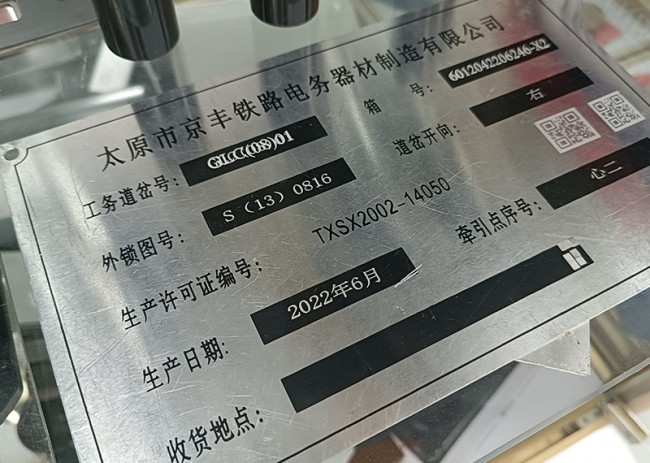 太原市京丰铁路电务器材制造有限公司
工务道岔号: GLC(08)01 箱 号: 6012042206246-X2
外锁图号: S(13)0816 道岔开向: 右
生产许可证编号: TXSX2002-14050 牵引点序号: 心二
生产日期: 2022年6月
收货地点: